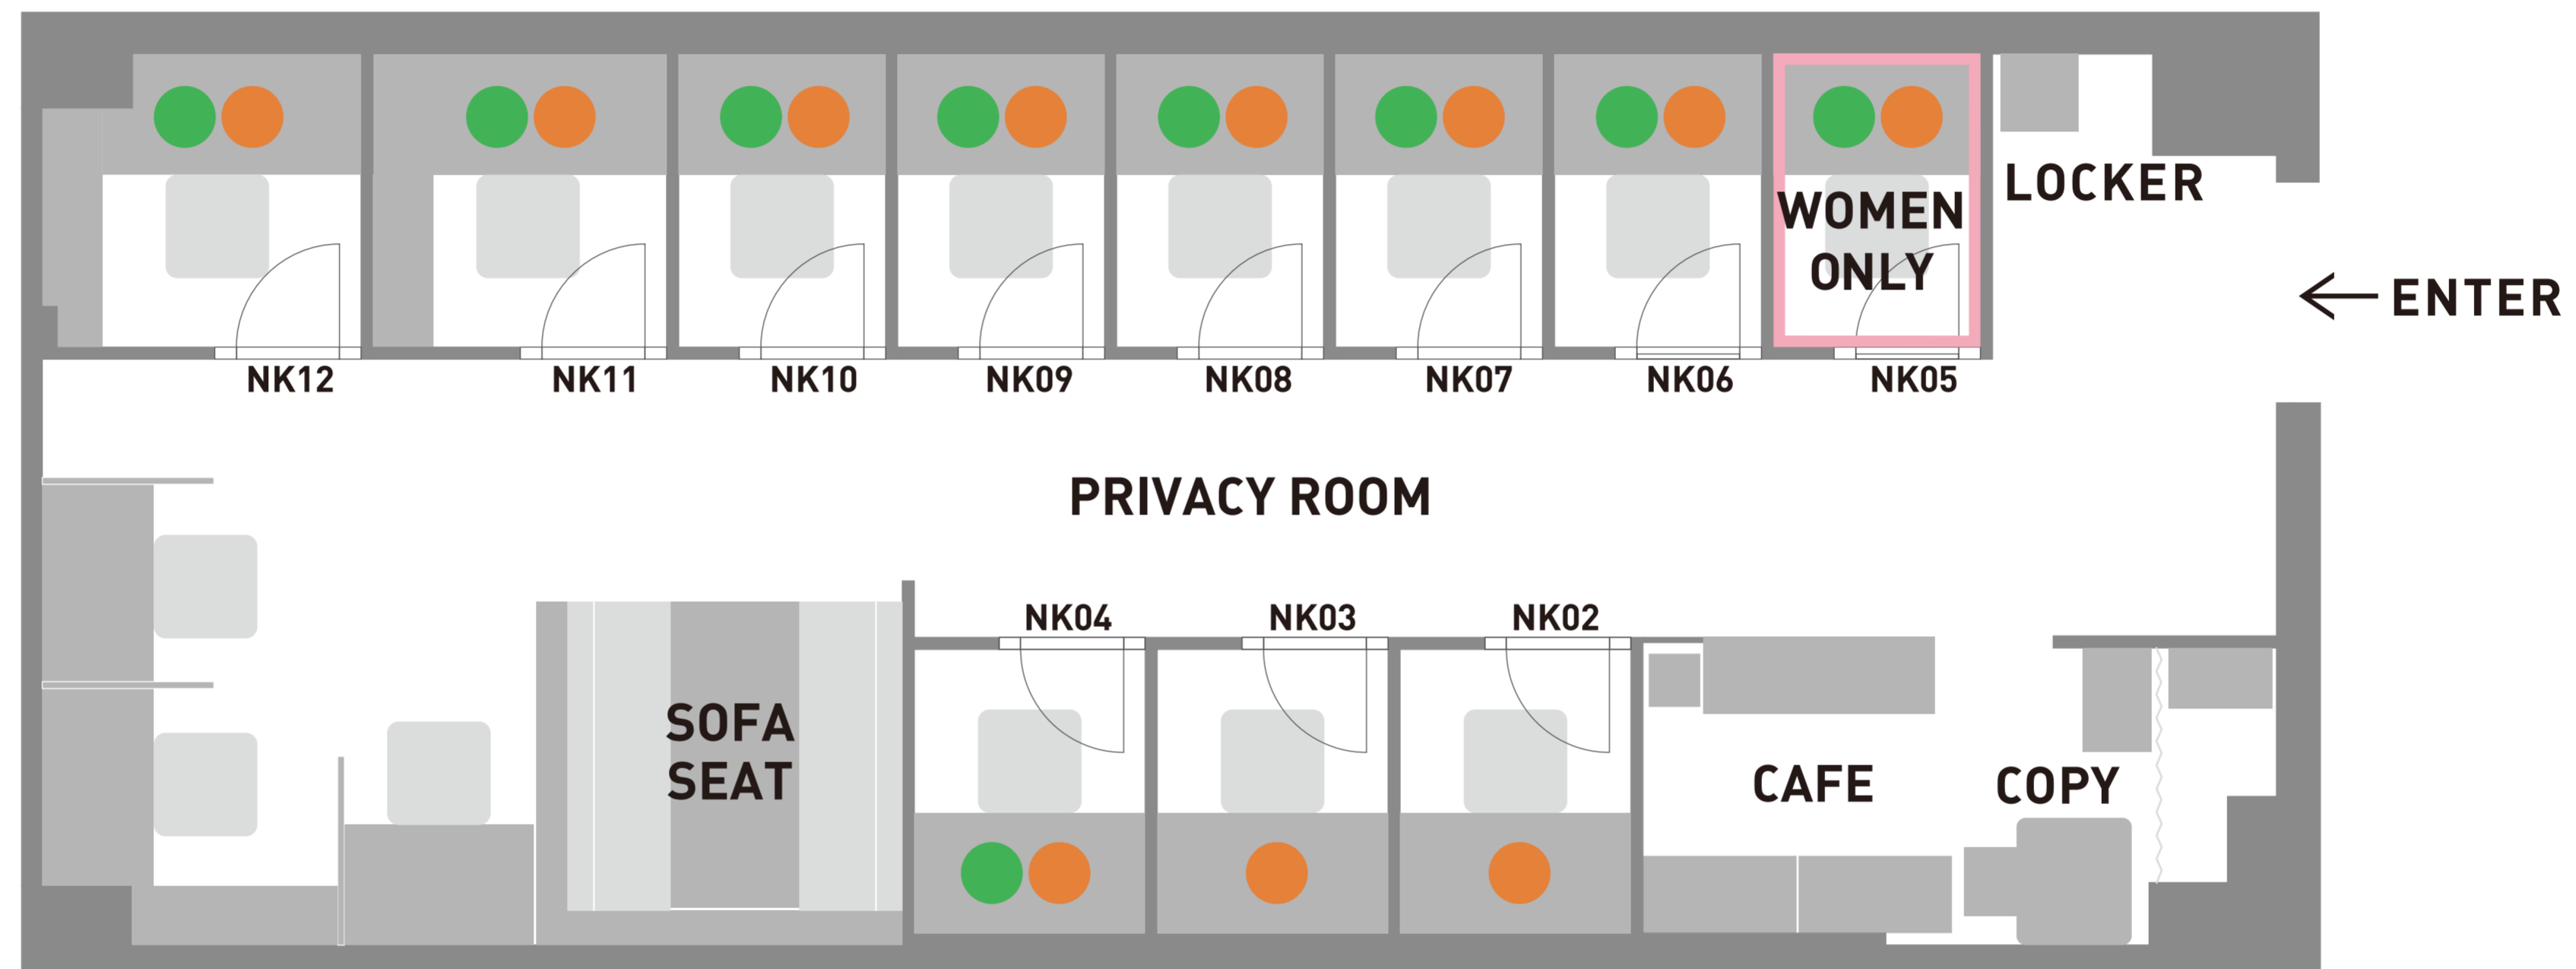 LOCKER
WOMEN
ONLY
ENTER
NK12
NK11
NK10
NK09
NK08
NK07
NK06
NK05
PRIVACY ROOM
NK04
NK03
NK02
SOFA
SEAT
CAFE
COPY